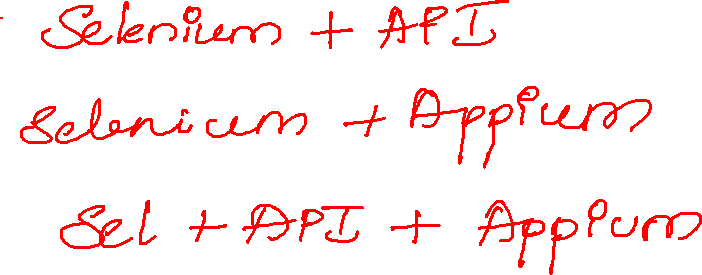 Selenium + API
Selenium + Appium
Sel + API + Appium